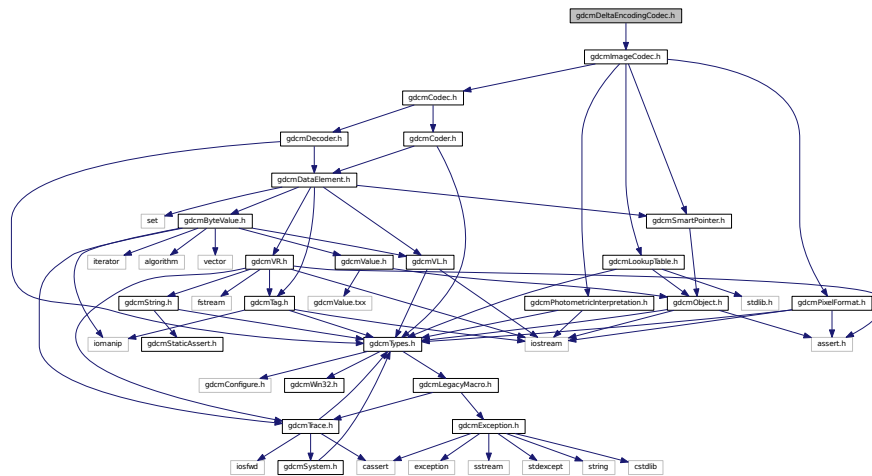 gdcmDeltaEncodingCodec.h
gdcmImageCodec.h
gdcmCodec.h
gdcmDecoder.h
gdcmCoder.h
gdcmDataElement.h
set
gdcmByteValue.h
gdcmSmartPointer.h
iterator
algorithm
vector
gdcmVR.h
gdcmValue.h
gdcmVL.h
gdcmLookupTable.h
gdcmString.h
fstream
gdcmTag.h
gdcmValue.txx
gdcmPhotometricInterpretation.h
gdcmObject.h
stdlib.h
gdcmPixelFormat.h
iomanip
gdcmStaticAssert.h
gdcmTypes.h
iostream
assert.h
gdcmConfigure.h
gdcmWin32.h
gdcmLegacyMacro.h
gdcmTrace.h
gdcmException.h
iosfwd
gdcmSystem.h
cassert
exception
sstream
stdexcept
string
cstdlib